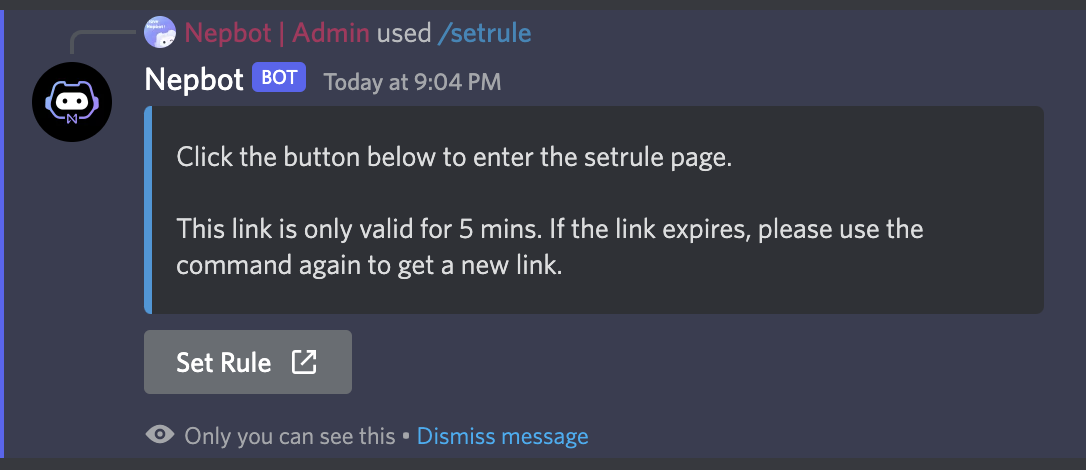 Nepbot | Admin used /setrule
Nepbot BOT Today at 9:04 PM
Click the button below to enter the setrule page.
This link is only valid for 5 mins. If the link expires, please use the
command again to get a new link.
Set Rule
Only you can see this • Dismiss message